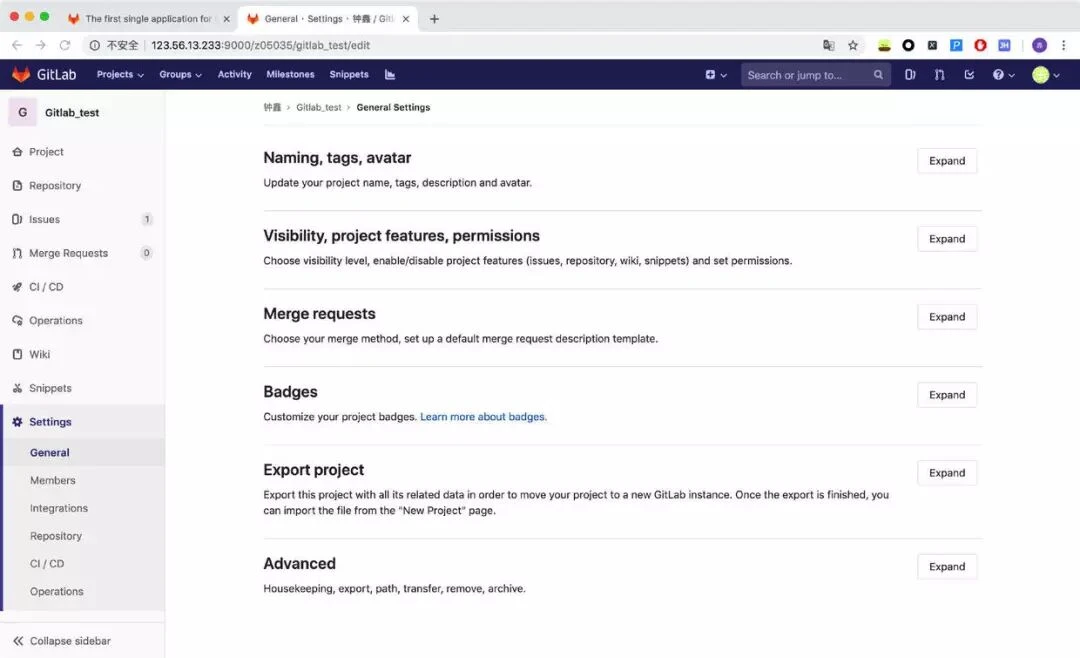 The first single application for
General · Settings · 钟鑫 / Gitl
不安全 123.56.13.233:9000/z05035/gitlab_test/edit
GitLab Projects Groups Activity Milestones Snippets Search or jump to...
G Gitlab_test
钟鑫 › Gitlab_test › General Settings
Project
Repository
Issues 1
Merge Requests 0
CI / CD
Operations
Wiki
Snippets
Settings
General
Members
Integrations
Repository
CI / CD
Operations
Collapse sidebar
Naming, tags, avatar
Expand
Update your project name, tags, description and avatar.
Visibility, project features, permissions
Expand
Choose visibility level, enable/disable project features (issues, repository, wiki, snippets) and set permissions.
Merge requests
Expand
Choose your merge method, set up a default merge request description template.
Badges
Expand
Customize your project badges. Learn more about badges.
Export project
Expand
Export this project with all its related data in order to move your project to a new GitLab instance. Once the export is finished, you
can import the file from the “New Project” page.
Advanced
Expand
Housekeeping, export, path, transfer, remove, archive.